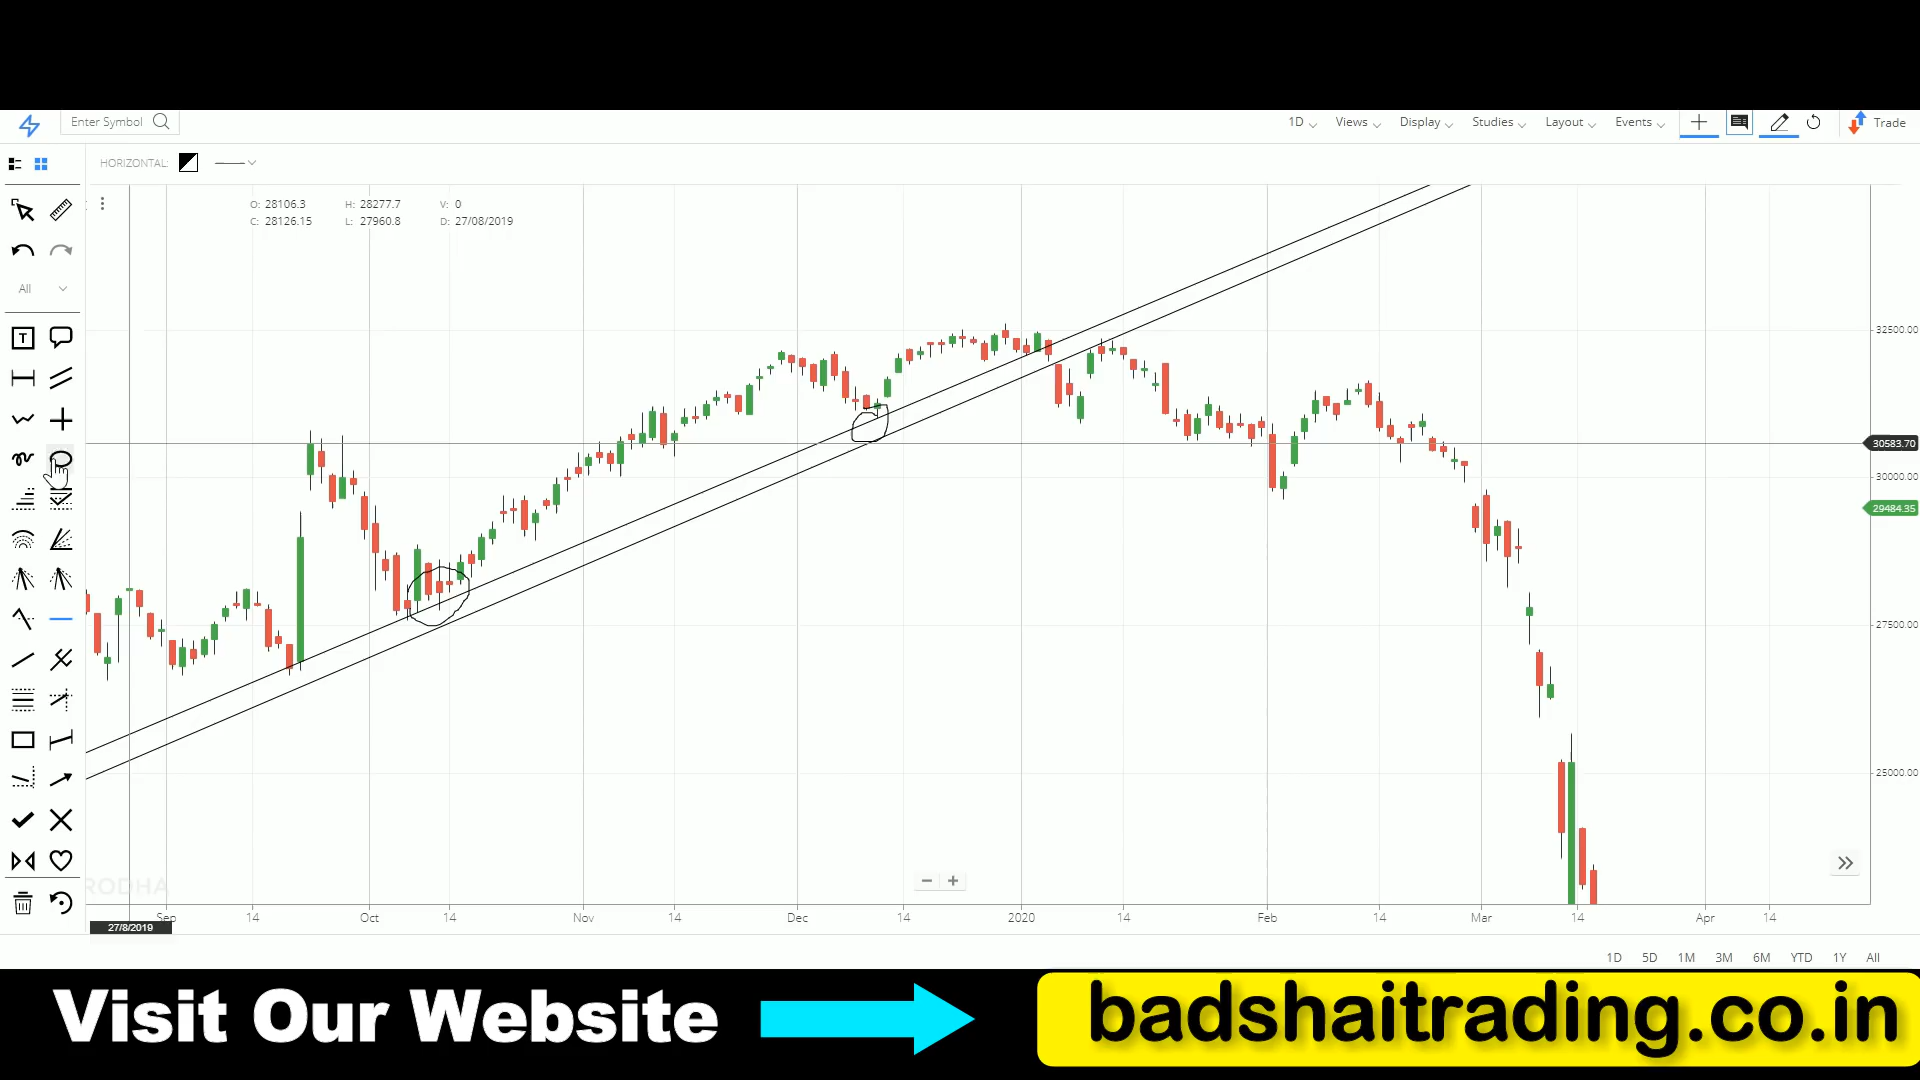 Enter Symbol
1D Views Display Studies Layout Events Trade
HORIZONTAL:
O: 28106.3 H: 28277.7 V: 0
C: 28126.15 L: 27960.8 D: 27/08/2019
All
T
32500.00
30583.70
30000.00
29484.35
27500.00
25000.00
RODHA
Sep 14 Oct 14 Nov 14 Dec 14 2020 14 Feb 14 Mar 14 Apr 14
27/8/2019
1D 5D 1M 3M 6M YTD 1Y All
Visit Our Website badshaitrading.co.in